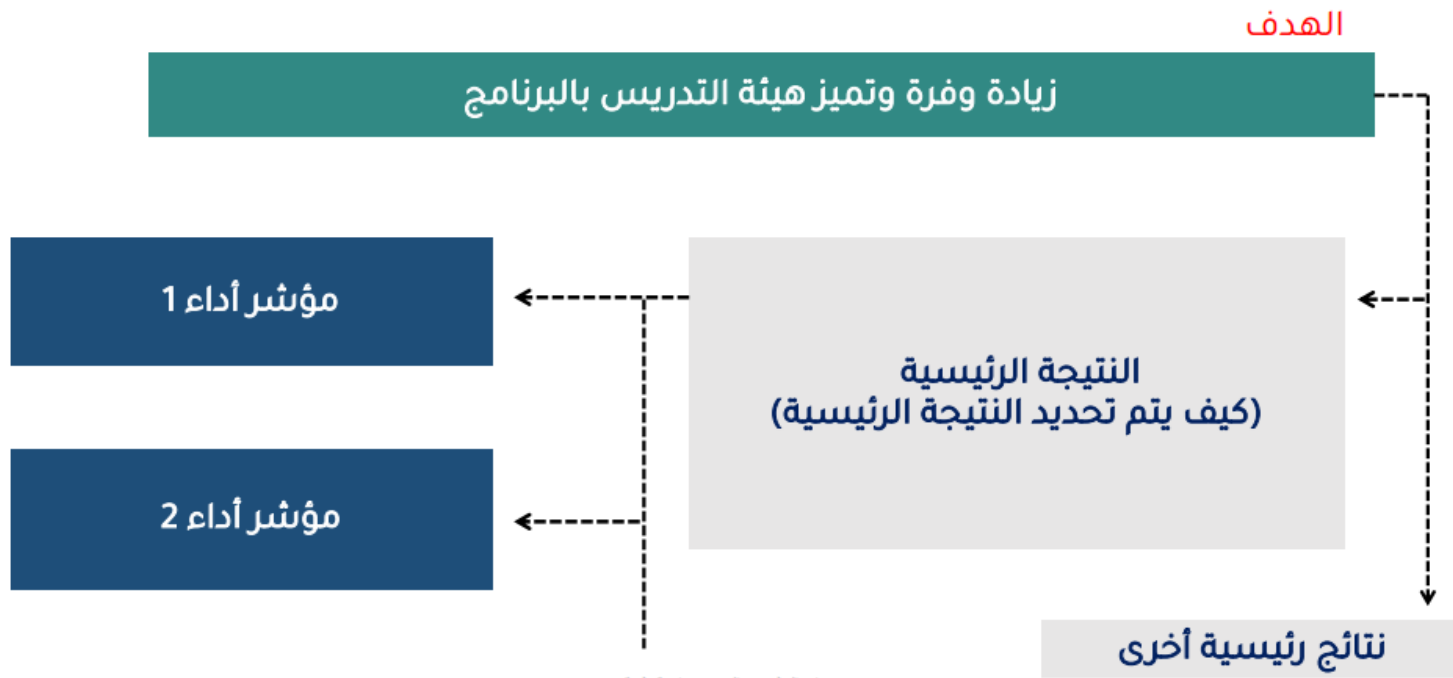 الهدف
زيادة وفرة وتميز هيئة التدريس بالبرنامج
النتيجة الرئيسية
(كيف يتم تحديد النتيجة الرئيسية)
مؤشر أداء 1
مؤشر أداء 2
نتائج رئيسية أخرى